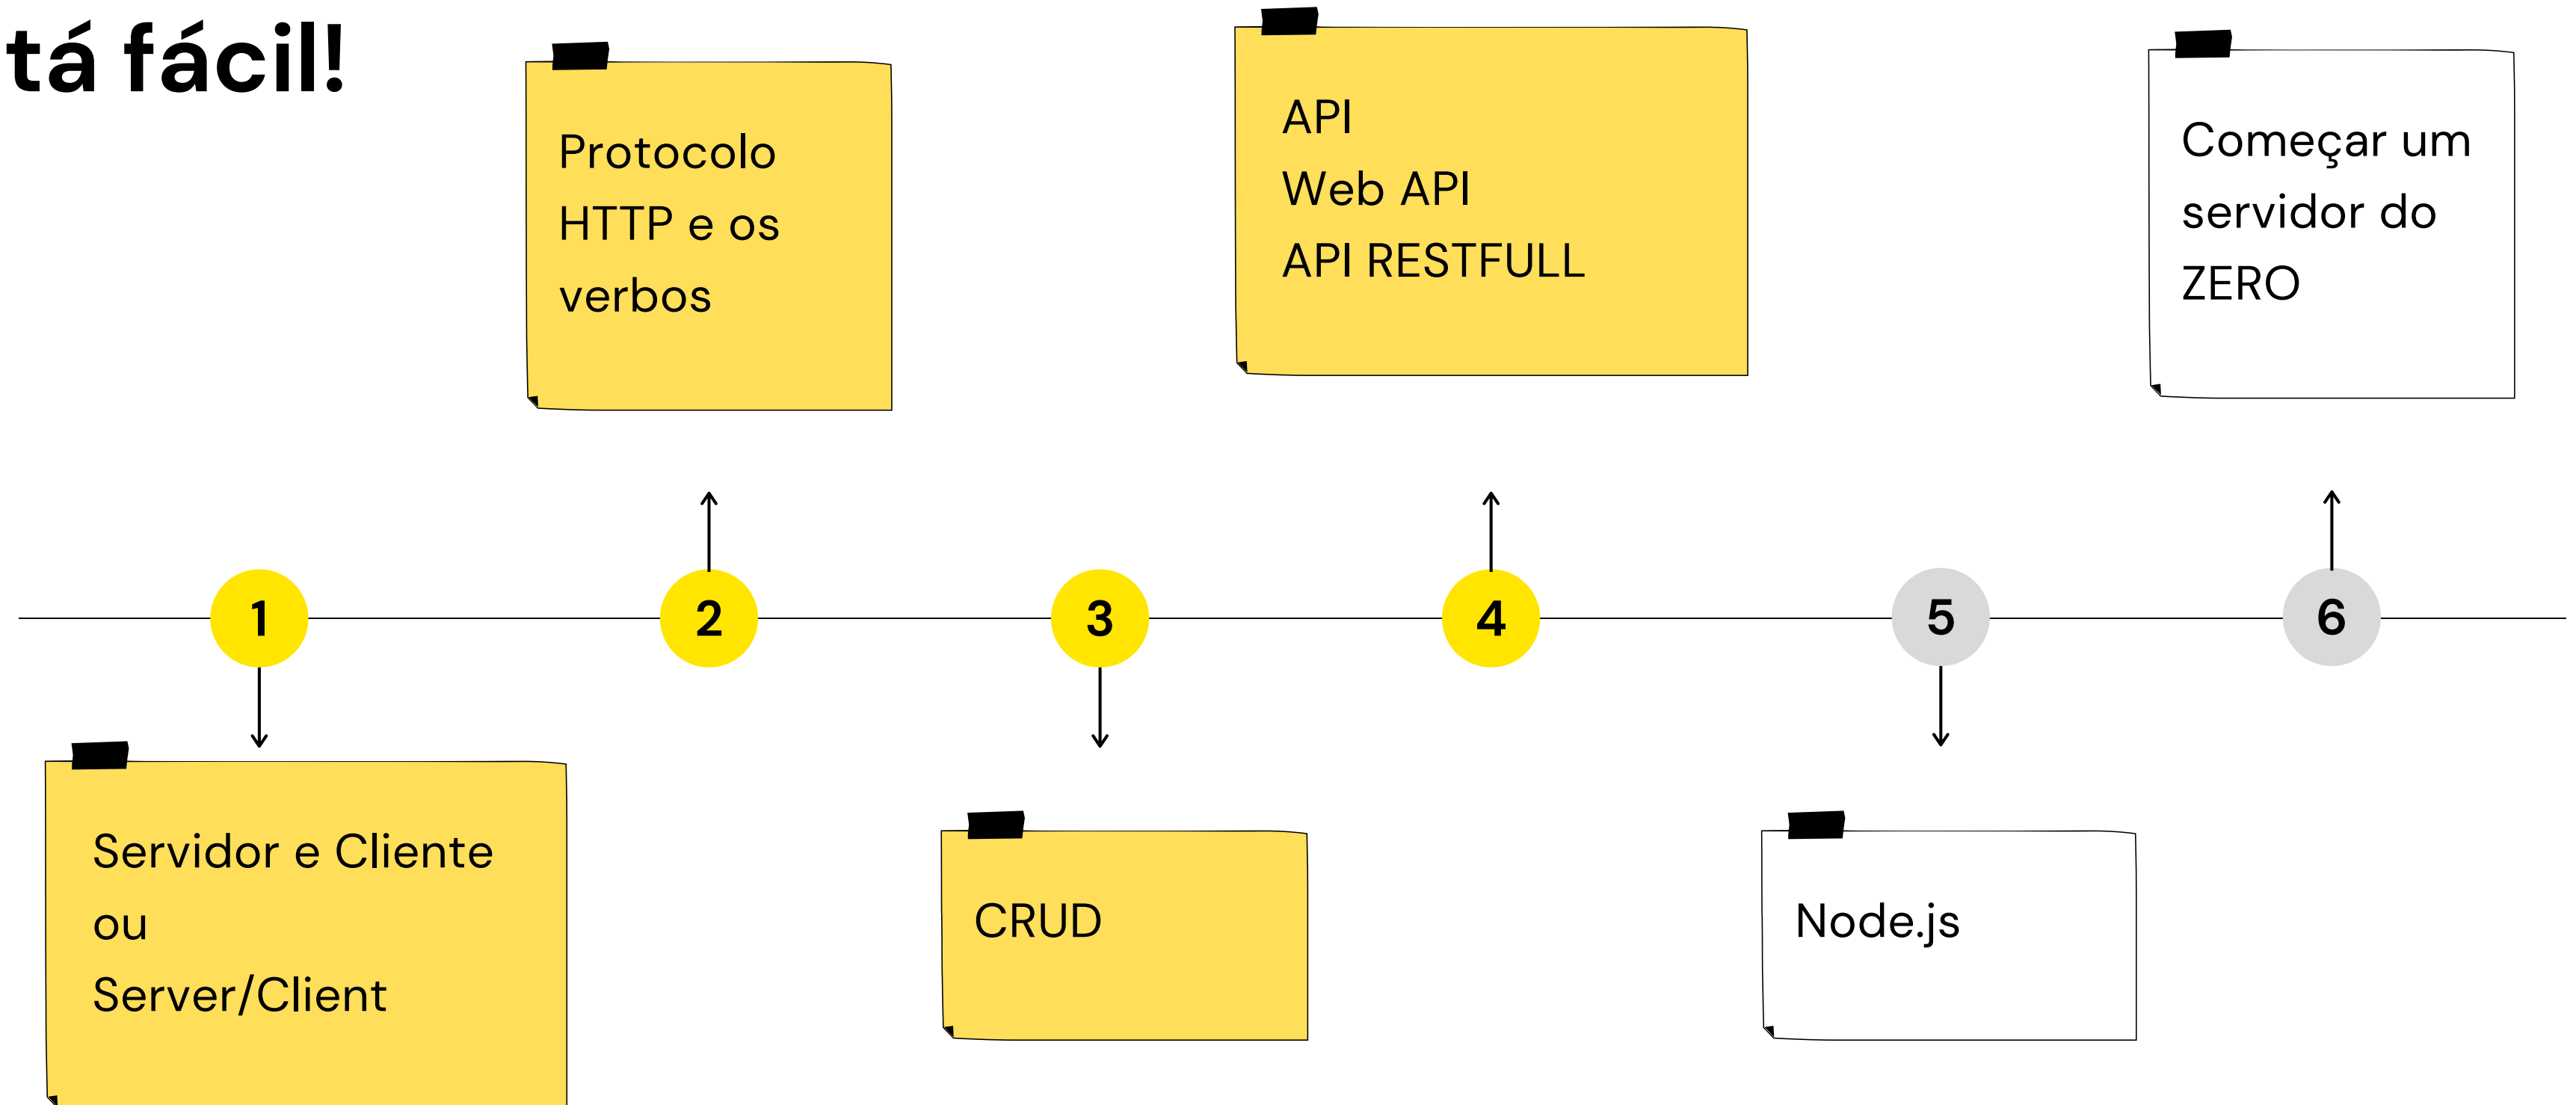 tá fácil!
Protocolo
HTTP e os
verbos
API
Web API
API RESTFULL
Começar um
servidor do
ZERO
1
2
3
4
5
6
Servidor e Cliente
ou
Server/Client
CRUD
Node.js